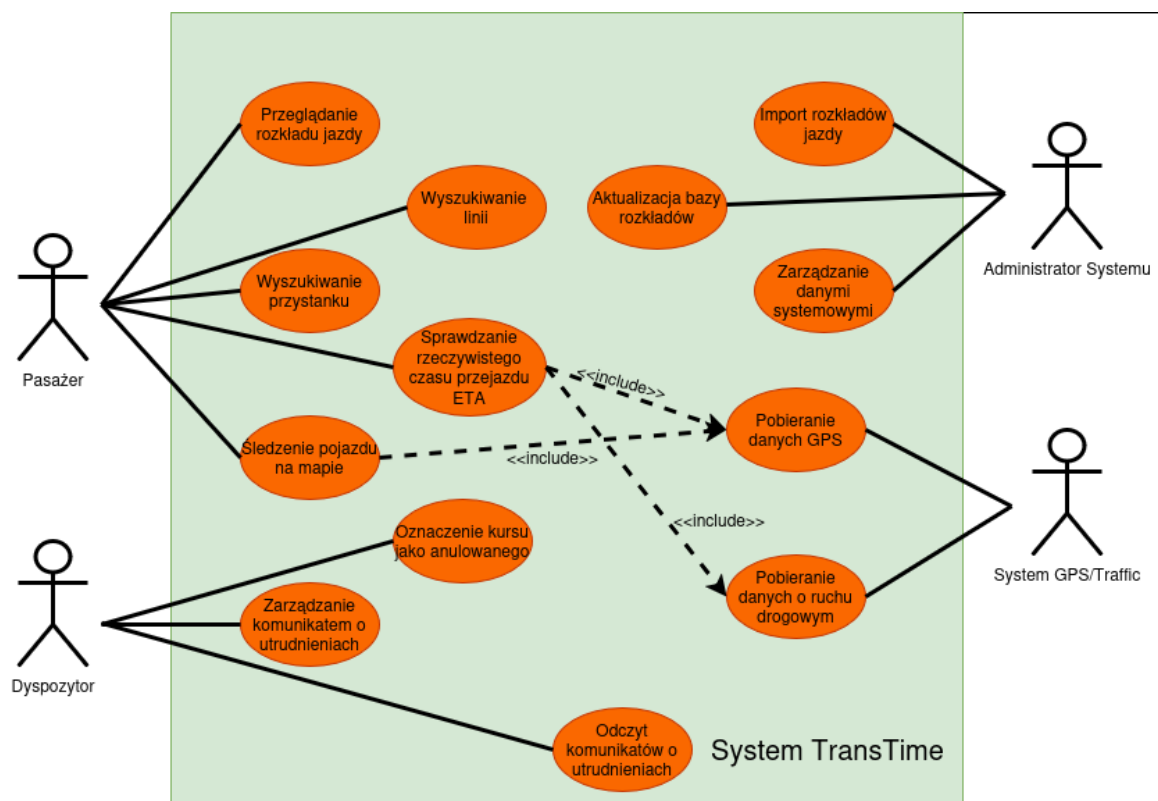 Przeglądanie
rozkładu jazdy
Import rozkładów
jazdy
Wyszukiwanie
linii
Aktualizacja bazy
rozkładów
Administrator Systemu
Wyszukiwanie
przystanku
Zarządzanie
danymi
systemowymi
Pasażer
Sprawdzanie
rzeczywistego
czasu przejazdu
ETA
<<include>>
Śledzenie pojazdu
na mapie
<<include>>
Pobieranie
danych GPS
<<include>>
Oznaczenie kursu
jako anulowanego
System GPS/Traffic
Pobieranie
danych o ruchu
drogowym
Zarządzanie
komunikatem o
utrudnieniach
Dyspozytor
Odczyt
komunikatów o
utrudnieniach
System TransTime